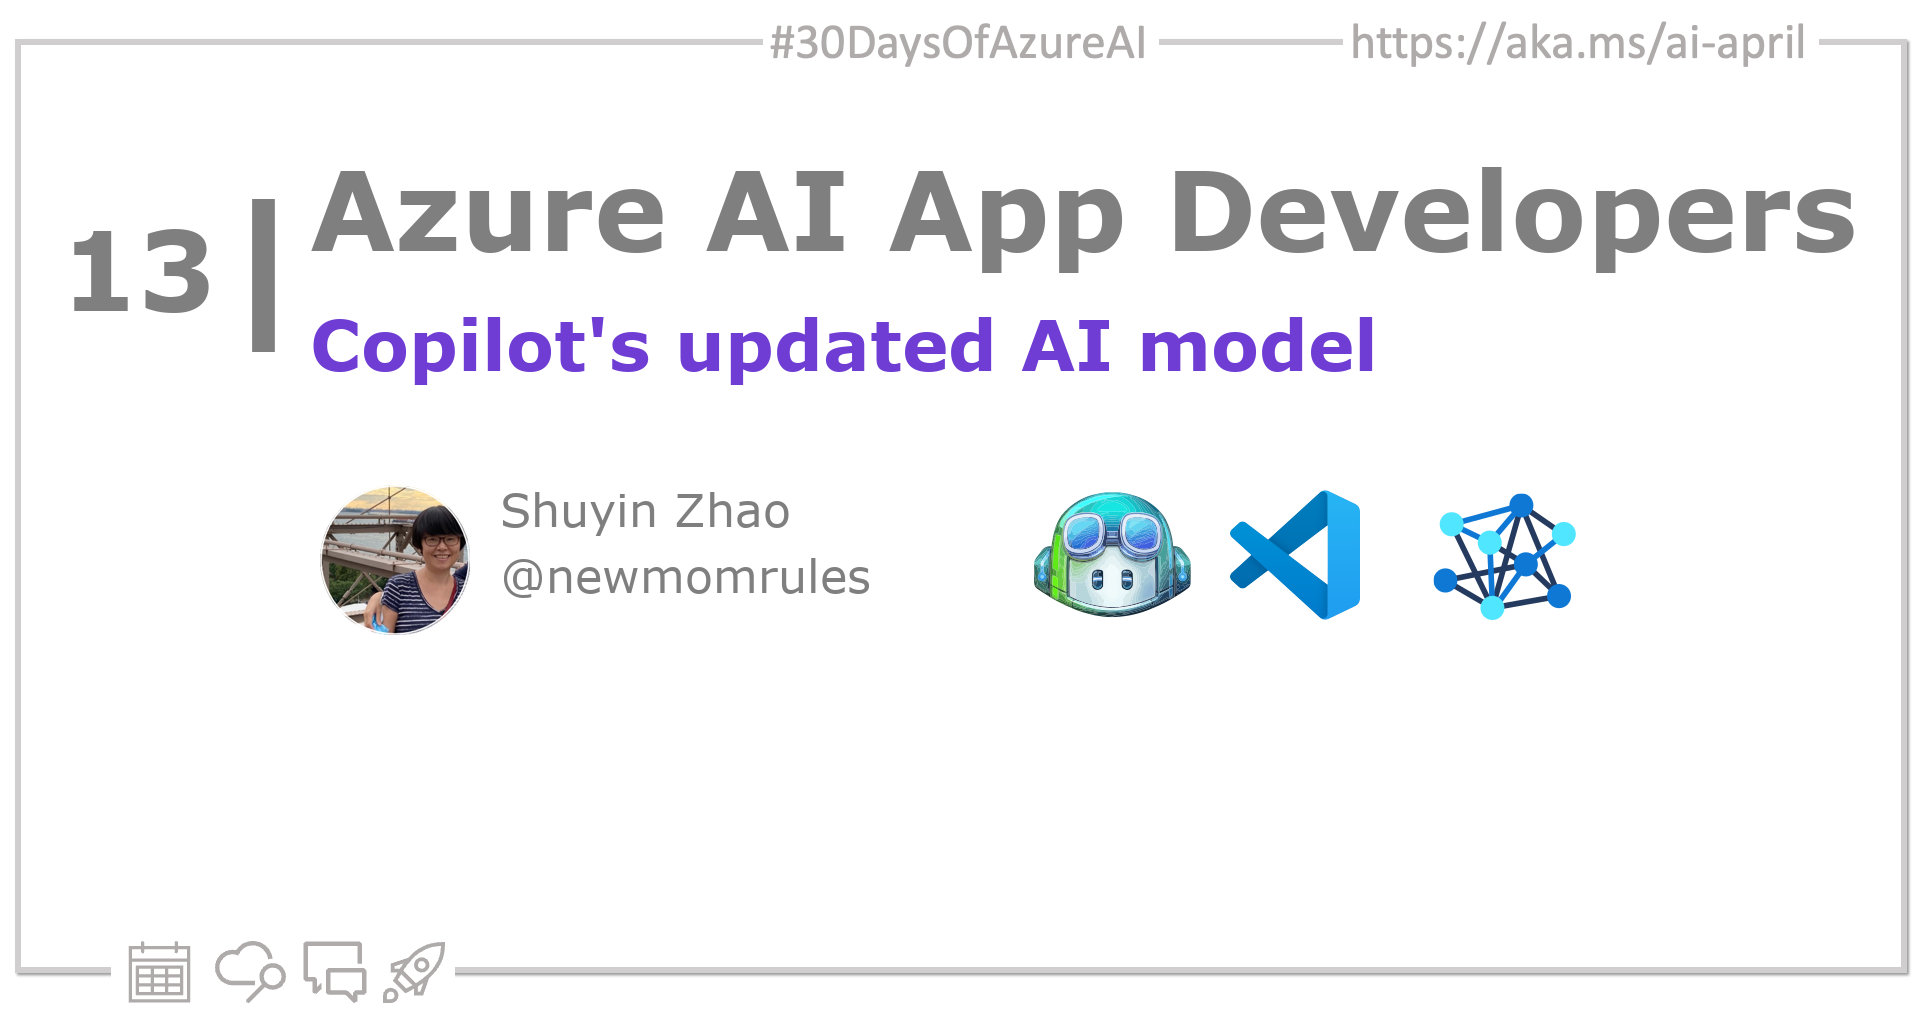 #30DaysOfAzureAI
https://aka.ms/ai-april
13
Azure AI App Developers
Copilot's updated AI model
Shuyin Zhao
@newmomrules